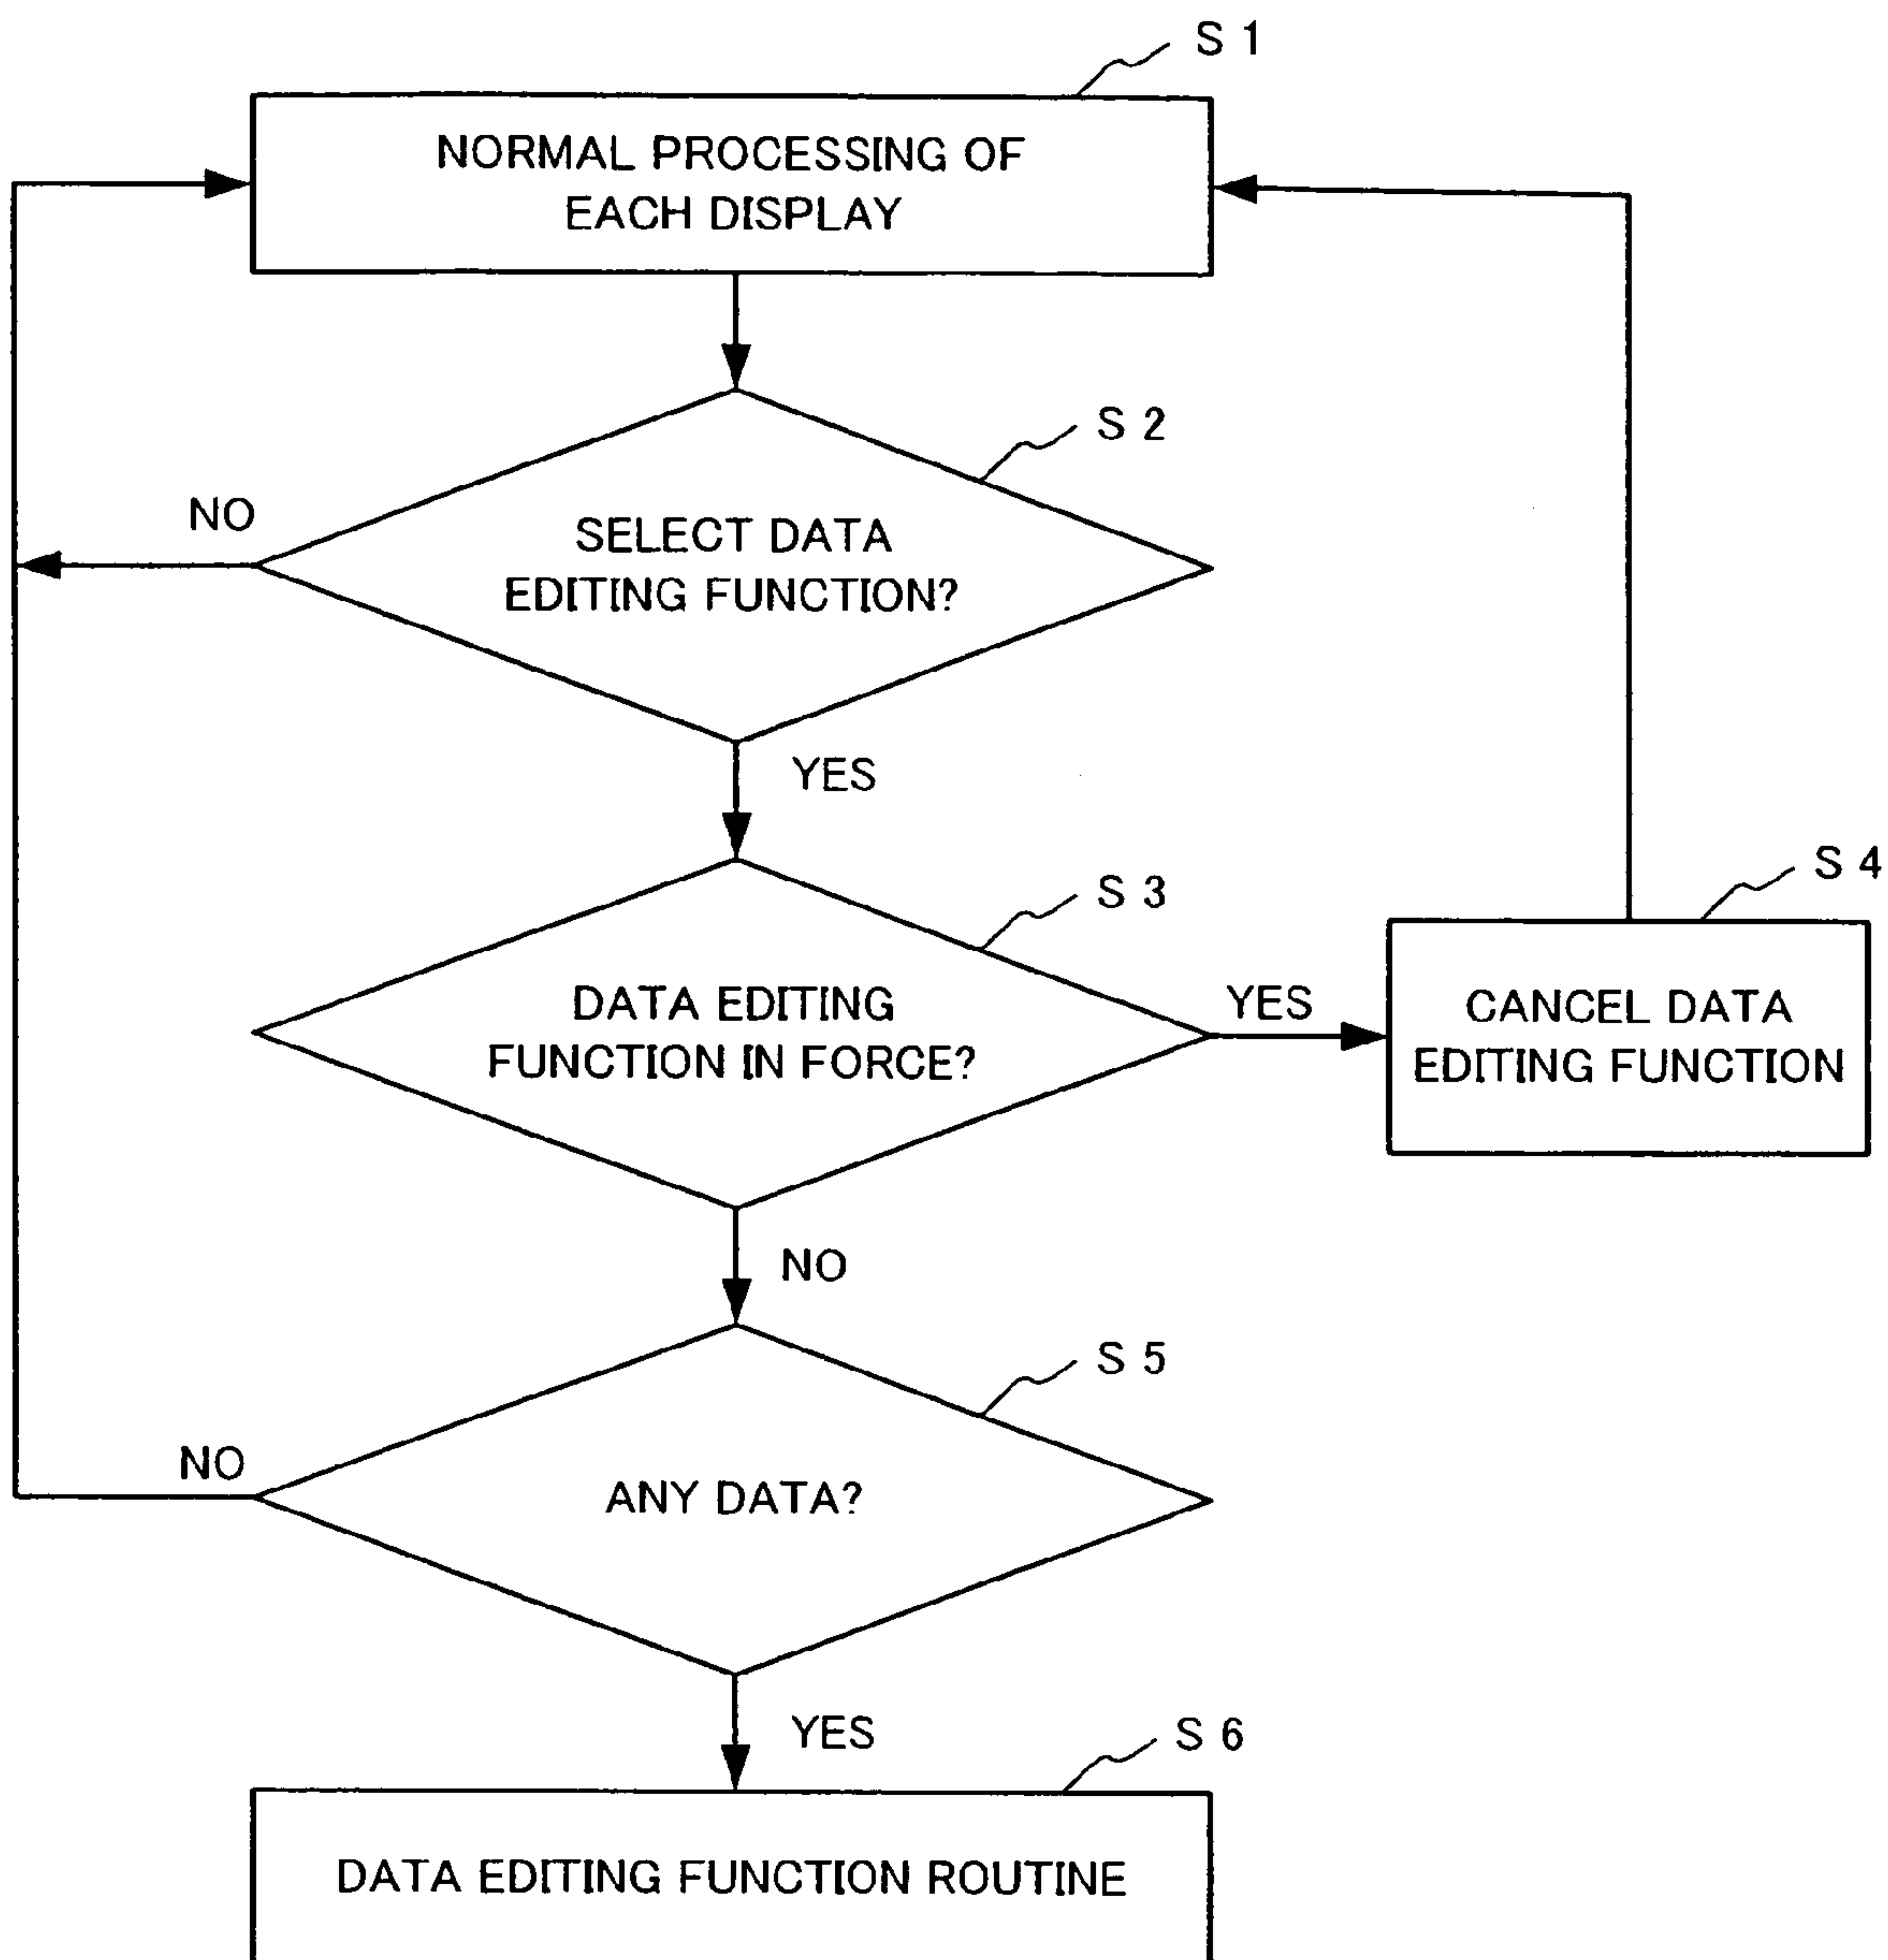 S 1
NORMAL PROCESSING OF
EACH DISPLAY
S 2
NO
SELECT DATA
EDITING FUNCTION?
YES
S 3
S 4
DATA EDITING
FUNCTION IN FORCE?
YES
CANCEL DATA
EDITING FUNCTION
NO
S 5
NO
ANY DATA?
YES
S 6
DATA EDITING FUNCTION ROUTINE